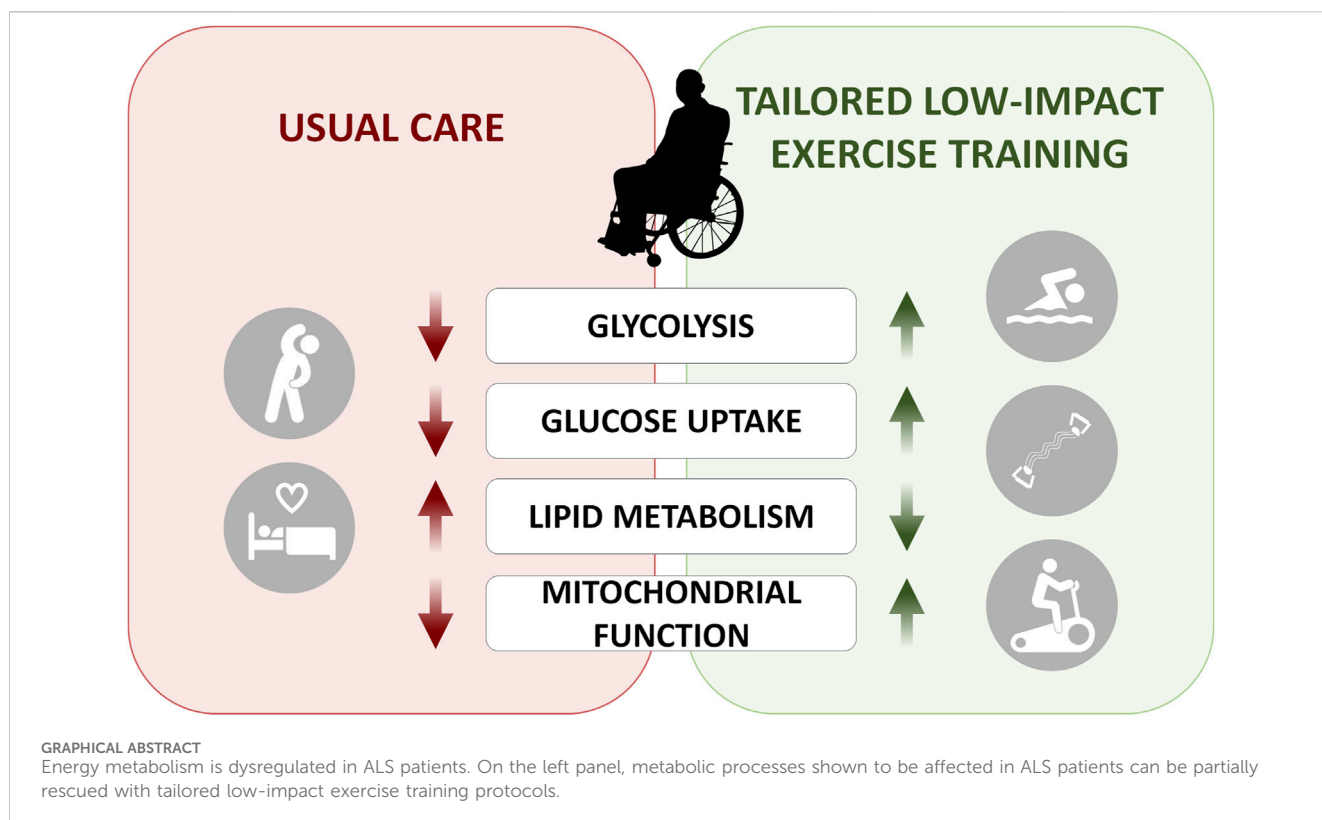 USUAL CARE
TAILORED LOW-IMPACT
EXERCISE TRAINING
GLYCOLYSIS
GLUCOSE UPTAKE
LIPID METABOLISM
MITOCHONDRIAL
FUNCTION
GRAPHICAL ABSTRACT
Energy metabolism is dysregulated in ALS patients. On the left panel, metabolic processes shown to be affected in ALS patients can be partially
rescued with tailored low-impact exercise training protocols.